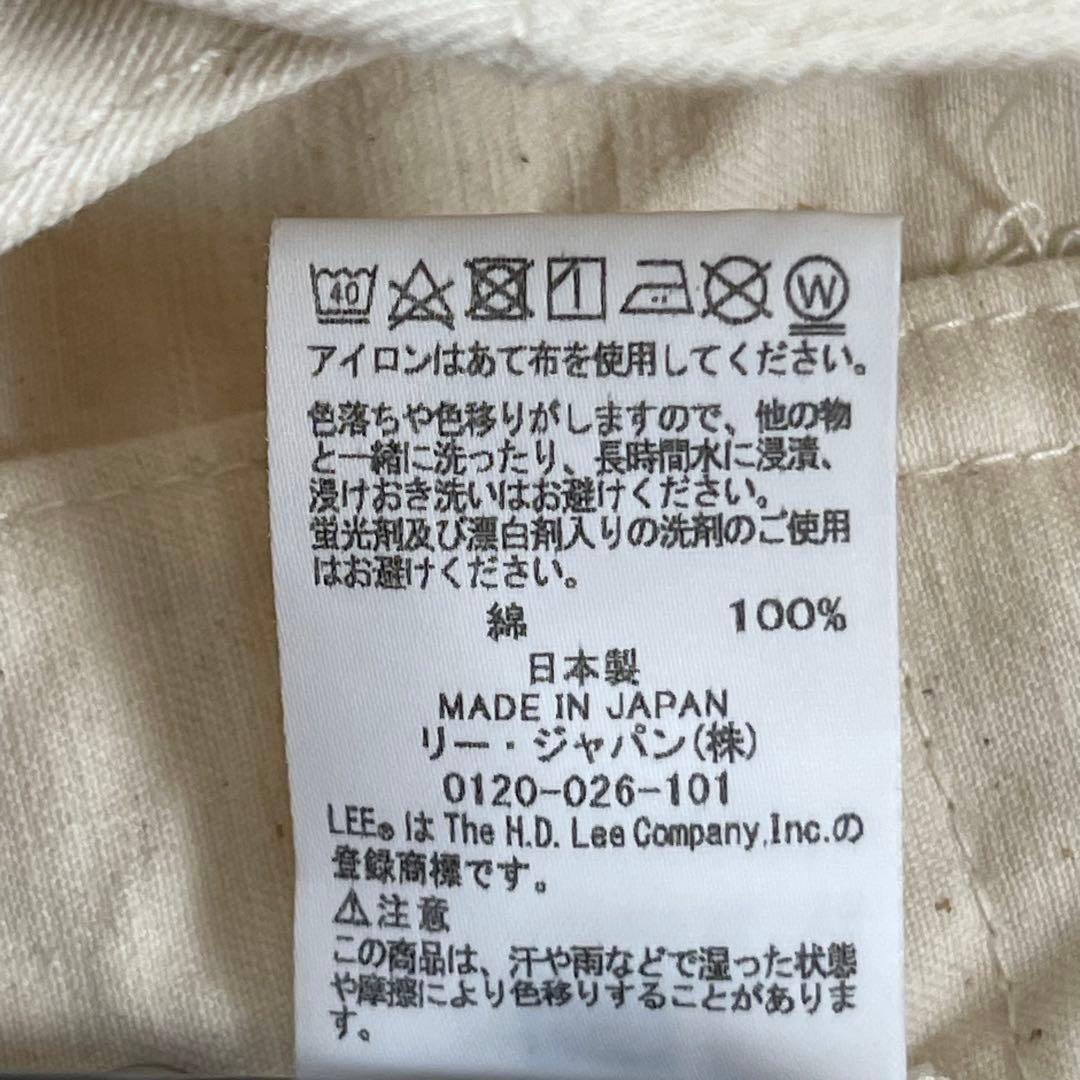 40 W
アイロンはあて布を使用してください。
色落ちや色移りがしますので、他の物
と一緒に洗ったり、長時間水に浸漬、
浸けおき洗いはお避けください。
蛍光剤及び漂白剤入りの洗剤のご使用
はお避けください。
綿 100%
日本製
MADE IN JAPAN
リー・ジャパン(株)
0120-026-101
LEE®は The H.D. Lee Company,Inc.の
登録商標です。
⚠注意
この商品は、汗や雨などで湿った状態
や摩擦により色移りすることがありま
す。